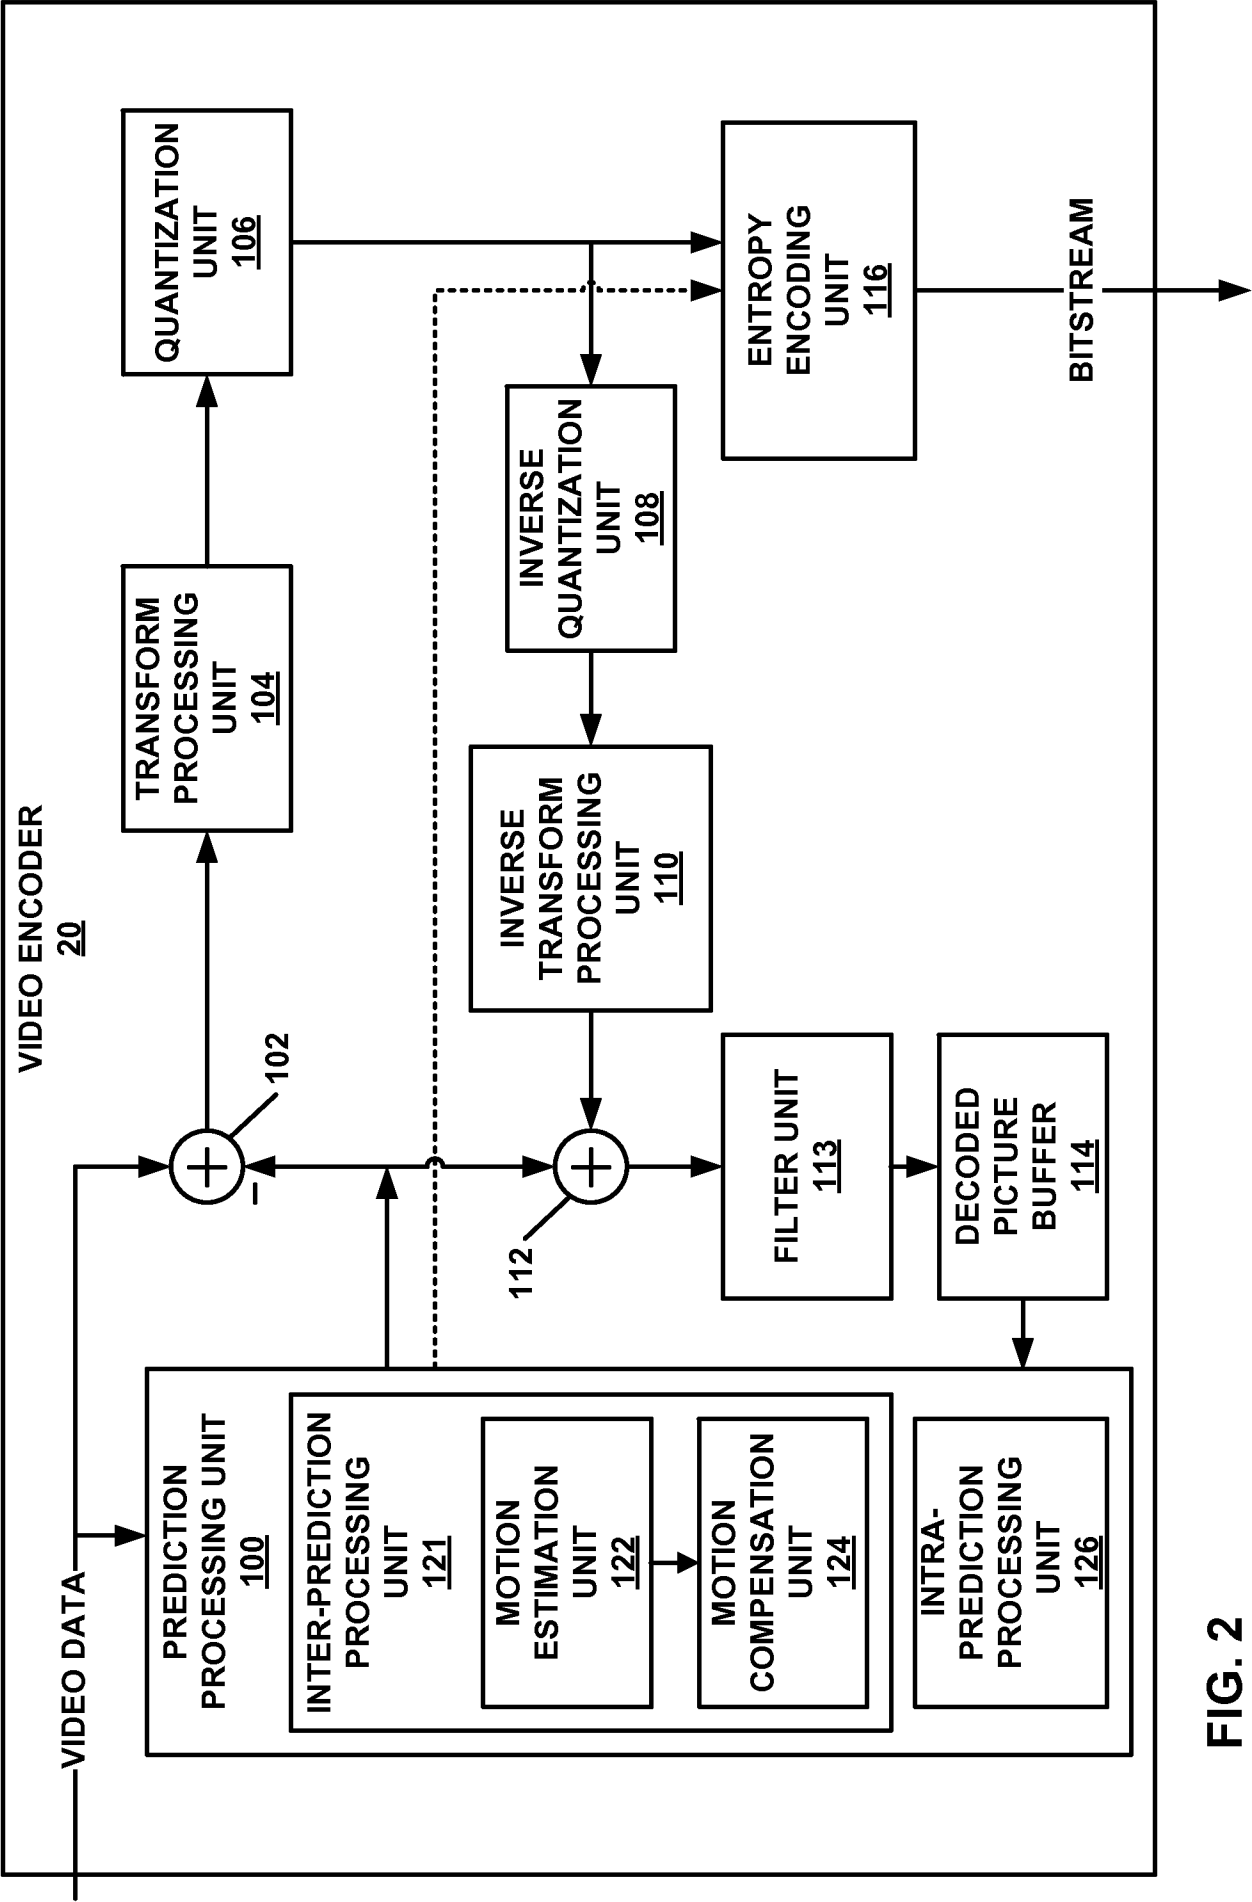 VIDEO ENCODER
20
VIDEO DATA
PREDICTION
PROCESSING UNIT
100
INTER-PREDICTION
PROCESSING
UNIT
121
MOTION
ESTIMATION
UNIT
122
MOTION
COMPENSATION
UNIT
124
INTRA-
PREDICTION
PROCESSING
UNIT
126
102
-
TRANSFORM
PROCESSING
UNIT
104
QUANTIZATION
UNIT
106
112
INVERSE
TRANSFORM
PROCESSING
UNIT
110
INVERSE
QUANTIZATION
UNIT
108
FILTER UNIT
113
DECODED
PICTURE
BUFFER
114
ENTROPY
ENCODING
UNIT
116
BITSTREAM
FIG. 2